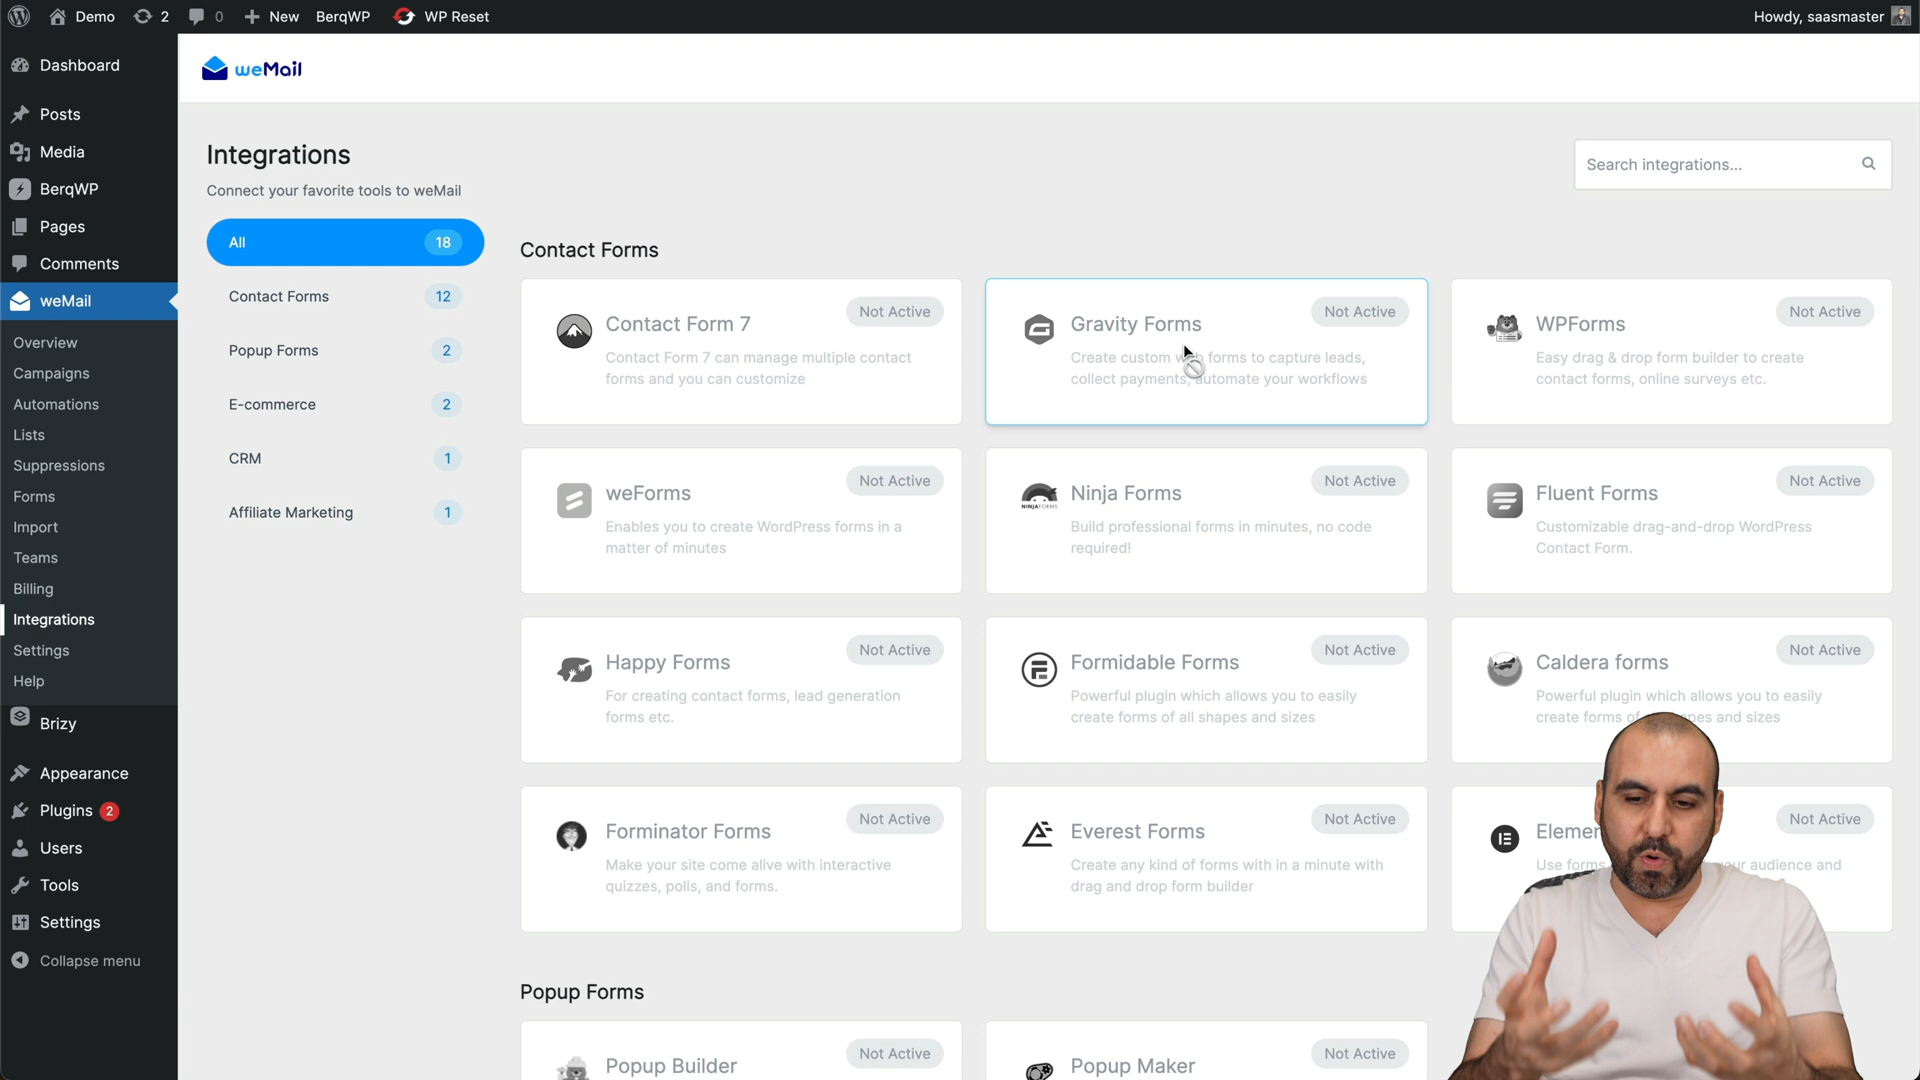 Demo
2
0
New
BerqWP
WP Reset
Howdy, saasmaster
Dashboard
Posts
Media
BerqWP
Pages
Comments
weMail
Overview
Campaigns
Automations
Lists
Suppressions
Forms
Import
Teams
Billing
Integrations
Settings
Help
Brizy
Appearance
Plugins 2
Users
Tools
Settings
Collapse menu
weMail
Integrations
Connect your favorite tools to weMail
Search integrations...
All 18
Contact Forms 12
Popup Forms 2
E-commerce 2
CRM 1
Affiliate Marketing 1
Contact Forms
Contact Form 7
Not Active
Contact Form 7 can manage multiple contact
forms and you can customize
Gravity Forms
Not Active
Create custom web forms to capture leads,
collect payments, automate your workflows
WPForms
Not Active
Easy drag & drop form builder to create
contact forms, online surveys etc.
weForms
Not Active
Enables you to create WordPress forms in a
matter of minutes
NINJAFORMS
Ninja Forms
Not Active
Build professional forms in minutes, no code
required!
Fluent Forms
Not Active
Customizable drag-and-drop WordPress
Contact Form.
Happy Forms
Not Active
For creating contact forms, lead generation
forms etc.
Formidable Forms
Not Active
Powerful plugin which allows you to easily
create forms of all shapes and sizes
Caldera forms
Not Active
Powerful plugin which allows you to easily
create forms and sizes
Forminator Forms
Not Active
Make your site come alive with interactive
quizzes, polls, and forms.
Everest Forms
Not Active
Create any kind of forms with in a minute with
drag and drop form builder
Not Active
Use forms your audience and
Popup Forms
Popup Builder
Not Active
Popup Maker
Not Active